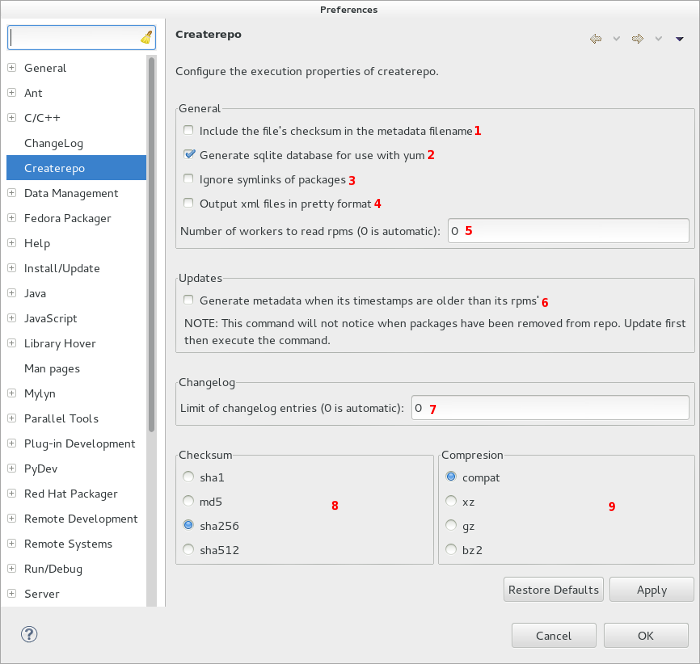 Preferences
Createrepo
Configure the execution properties of createrepo.
General
Ant
C/C++
ChangeLog
Createrepo
Data Management
Fedora Packager
Help
Install/Update
Java
JavaScript
Library Hover
Man pages
Mylyn
Parallel Tools
Plug-in Development
PyDev
Red Hat Packager
Remote Development
Remote Systems
Run/Debug
Server
General
Include the file's checksum in the metadata filename 1
Generate sqlite database for use with yum 2
Ignore symlinks of packages 3
Output xml files in pretty format 4
Number of workers to read rpms (0 is automatic): 0 5
Updates
Generate metadata when its timestamps are older than its rpms' 6
NOTE: This command will not notice when packages have been removed from repo. Update first
then execute the command.
Changelog
Limit of changelog entries (0 is automatic): 0 7
Checksum
sha1
md5
sha256
sha512
8
Compresion
compat
xz
gz
bz2
9
Restore Defaults Apply
? Cancel OK